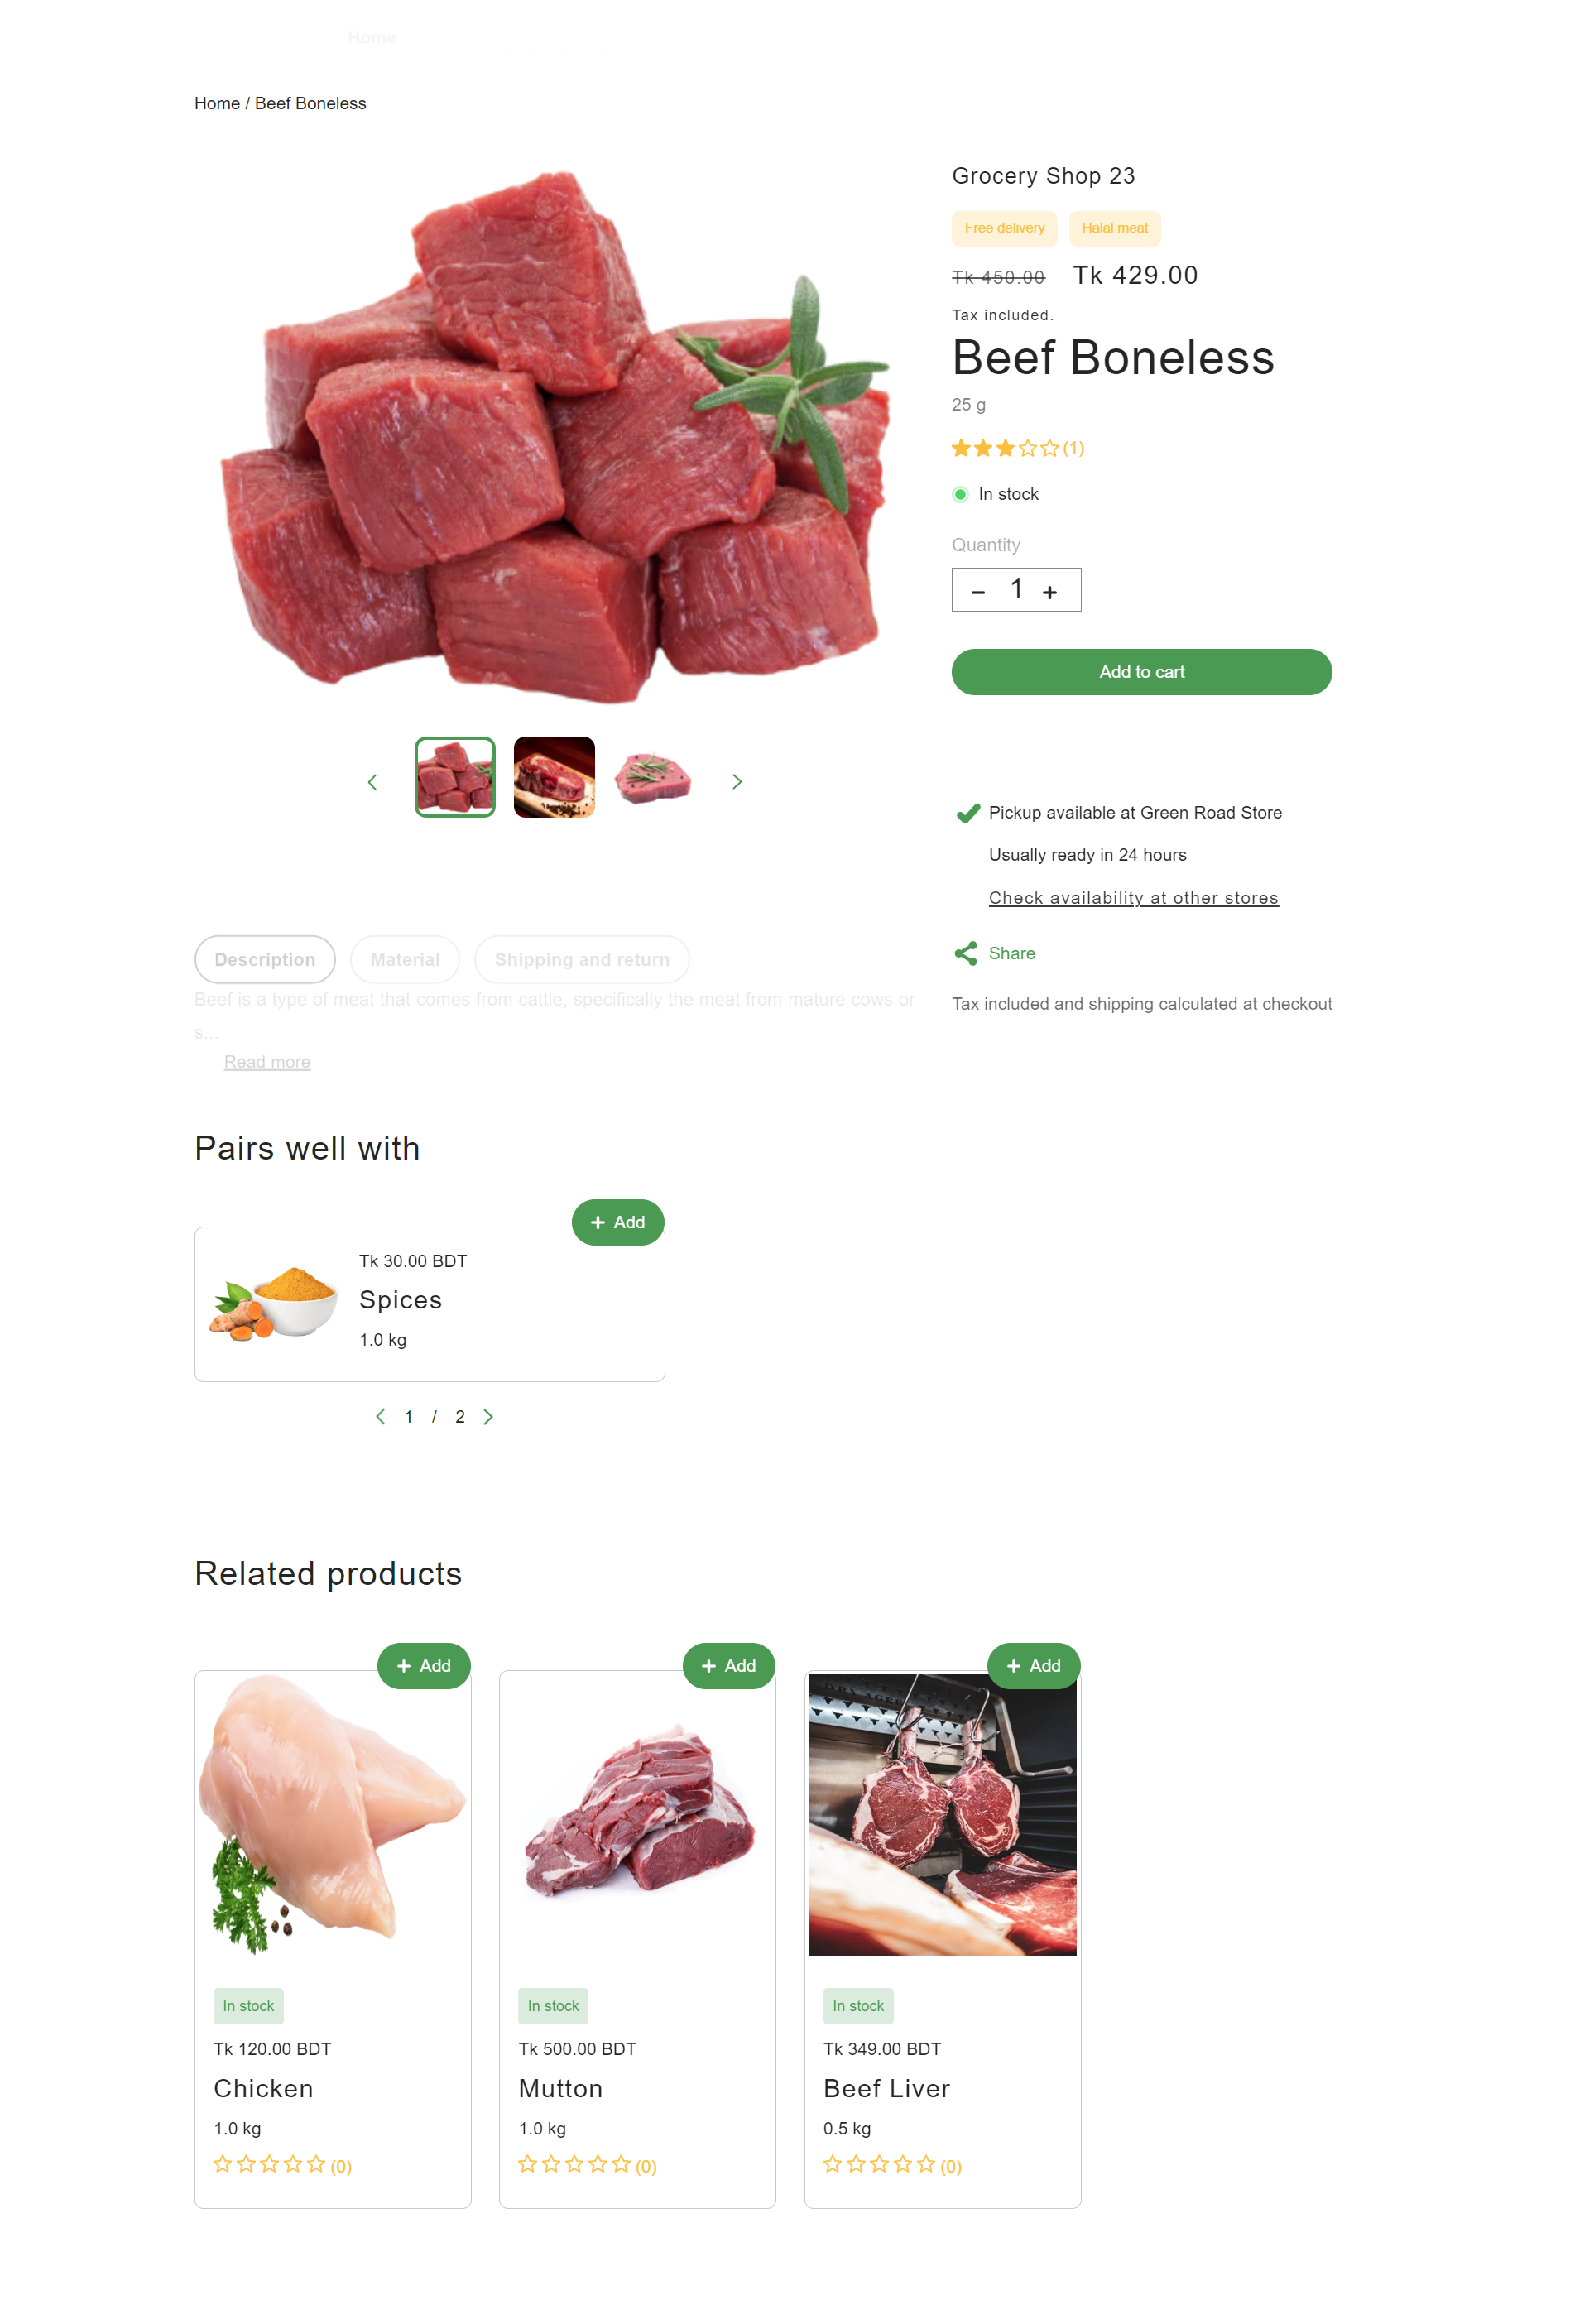 Home
Home / Beef Boneless
Grocery Shop 23
Free delivery Halal meat
Tk 450.00 Tk 429.00
Tax included.
Beef Boneless
25 g
(1)
In stock
Quantity
− 1 +
Add to cart
Pickup available at Green Road Store
Usually ready in 24 hours
Check availability at other stores
Share
Tax included and shipping calculated at checkout
Description Material Shipping and return
Beef is a type of meat that comes from cattle, specifically the meat from mature cows or
s...
Read more
Pairs well with
+ Add
Tk 30.00 BDT
Spices
1.0 kg
1 / 2
Related products
+ Add
In stock
Tk 120.00 BDT
Chicken
1.0 kg
(0)
+ Add
In stock
Tk 500.00 BDT
Mutton
1.0 kg
(0)
+ Add
In stock
Tk 349.00 BDT
Beef Liver
0.5 kg
(0)